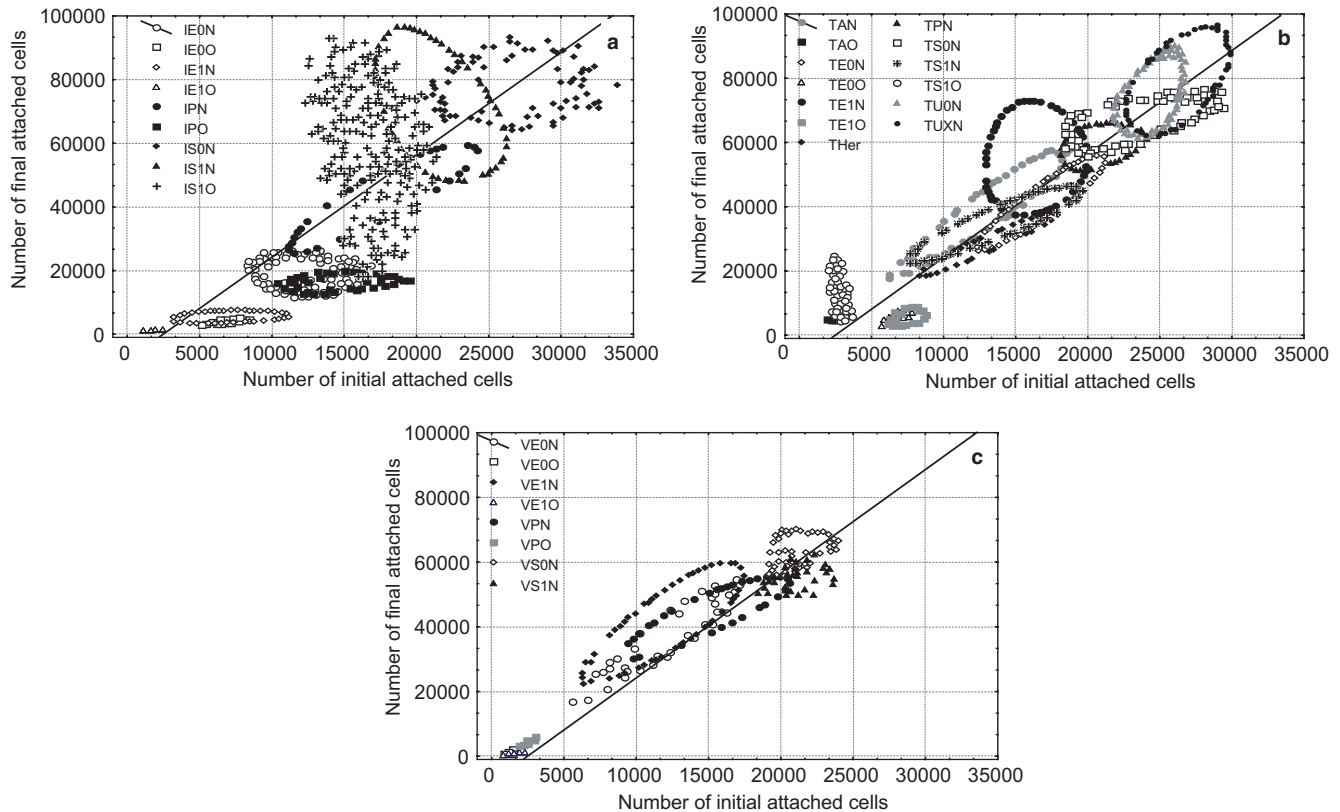 a
IE0N
IE0O
IE1N
IE1O
IPN
IPO
IS0N
IS1N
IS1O
100000
80000
60000
40000
20000
0
Number of final attached cells
0 5000 10000 15000 20000 25000 30000 35000
Number of initial attached cells
b
TAN
TAO
TE0N
TE0O
TE1N
TE1O
THer
TPN
TS0N
TS1N
TS1O
TU0N
TUXN
100000
80000
60000
40000
20000
0
Number of final attached cells
0 5000 10000 15000 20000 25000 30000 35000
Number of initial attached cells
c
VE0N
VE0O
VE1N
VE1O
VPN
VPO
VS0N
VS1N
100000
80000
60000
40000
20000
0
Number of final attached cells
0 5000 10000 15000 20000 25000 30000 35000
Number of initial attached cells